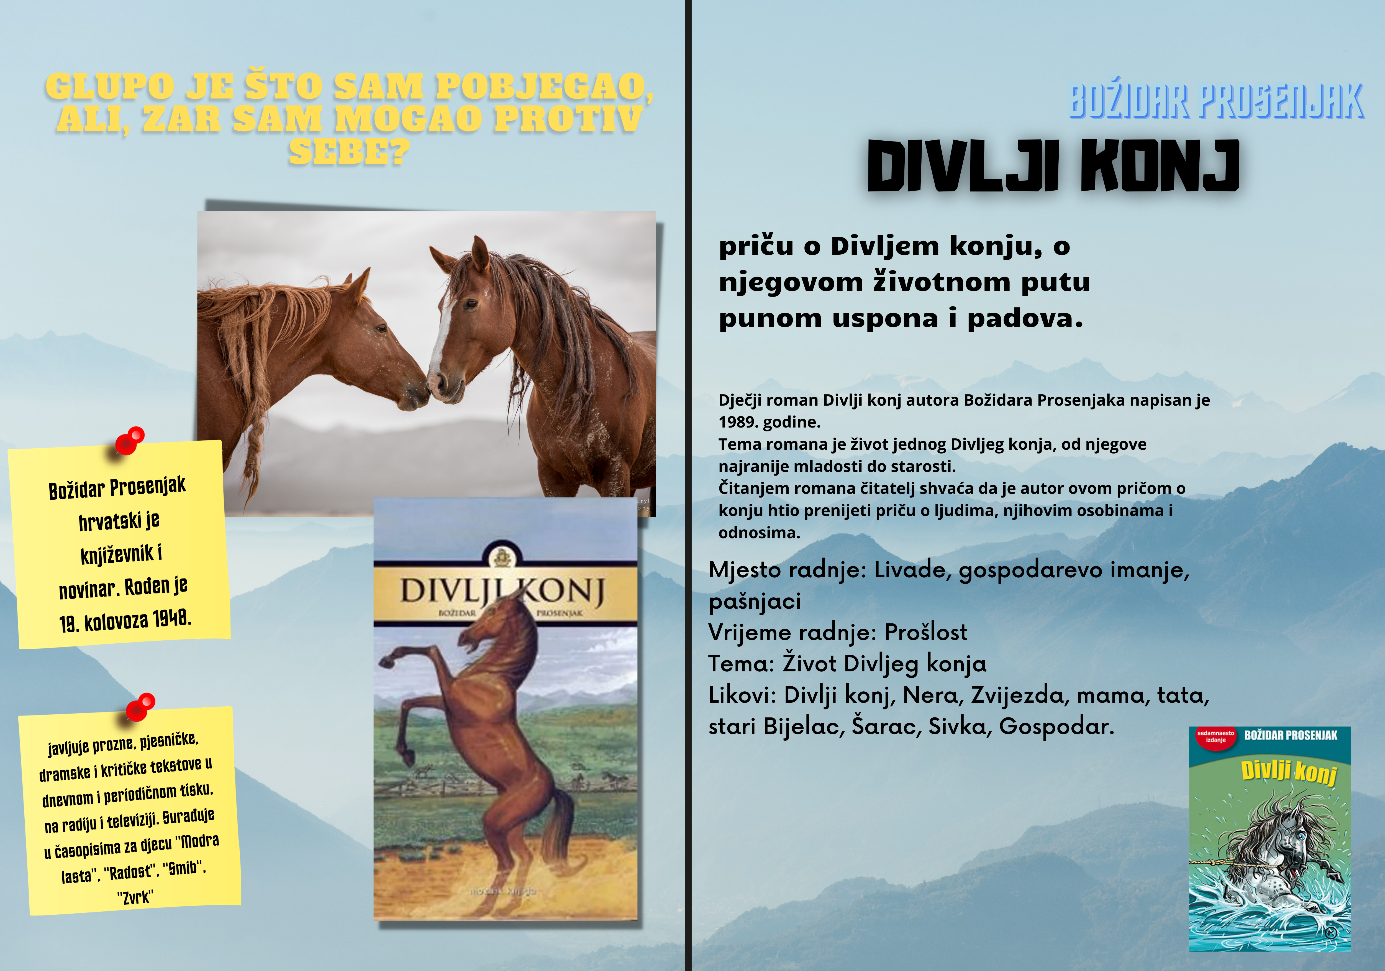 GLUPO JE ŠTO SAM POBJEGAO,
ALI, ZAR SAM MOGAO PROTIV
SEBE?
Božidar Prosenjak
hrvatski je
književnik i
novinar. Rođen je
19. kolovoza 1948.
javljuje prozne, pjesničke,
dramske i kritičke tekstove u
dnevnom i periodičnom tisku,
na radiju i televiziji. Surađuje
u časopisima za djecu "Modra
lasta", "Radost", "Smib",
"Zvrk"
DIVLJI KONJ
BOŽIDAR PROSENJAK
BOŽIDAR PROSENJAK
DIVLJI KONJ
priču o Divljem konju, o
njegovom životnom putu
punom uspona i padova.
Dječji roman Divlji konj autora Božidara Prosenjaka napisan je
1989. godine.
Tema romana je život jednog Divljeg konja, od njegove
najranije mladosti do starosti.
Čitanjem romana čitatelj shvaća da je autor ovom pričom o
konju htio prenijeti priču o ljudima, njihovim osobinama i
odnosima.
Mjesto radnje: Livade, gospodarevo imanje,
pašnjaci
Vrijeme radnje: Prošlost
Tema: Život Divljeg konja
Likovi: Divlji konj, Nera, Zvijezda, mama, tata,
stari Bijelac, Šarac, Sivka, Gospodar.
sedamnaesto
izdanje
BOŽIDAR PROSENJAK
Divlji konj